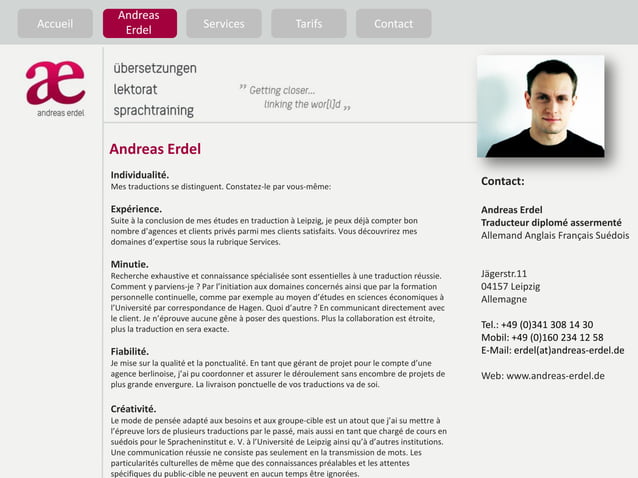 Accueil
Andreas
Erdel
Services
Tarifs
Contact
æ
andreas erdel
übersetzungen
lektorat
sprachtraining
” Getting closer...
linking the wor[l]d „
Andreas Erdel
Individualité.
Mes traductions se distinguent. Constatez-le par vous-même:
Expérience.
Suite à la conclusion de mes études en traduction à Leipzig, je peux déjà compter bon
nombre d’agences et clients privés parmi mes clients satisfaits. Vous découvrirez mes
domaines d’expertise sous la rubrique Services.
Minutie.
Recherche exhaustive et connaissance spécialisée sont essentielles à une traduction réussie.
Comment y parviens-je ? Par l’initiation aux domaines concernés ainsi que par la formation
personnelle continuelle, comme par exemple au moyen d’études en sciences économiques à
l’Université par correspondance de Hagen. Quoi d’autre ? En communicant directement avec
le client. Je n’éprouve aucune gêne à poser des questions. Plus la collaboration est étroite,
plus la traduction en sera exacte.
Fiabilité.
Je mise sur la qualité et la ponctualité. En tant que gérant de projet pour le compte d’une
agence berlinoise, j’ai pu coordonner et assurer le déroulement sans encombre de projets de
plus grande envergure. La livraison ponctuelle de vos traductions va de soi.
Créativité.
Le mode de pensée adapté aux besoins et aux groupe-cible est un atout que j’ai su mettre à
l’épreuve lors de plusieurs traductions par le passé, mais aussi en tant que chargé de cours en
suédois pour le Spracheninstitut e. V. à l’Université de Leipzig ainsi qu’à d’autres institutions.
Une communication réussie ne consiste pas seulement en la transmission de mots. Les
particularités culturelles de même que des connaissances préalables et les attentes
spécifiques du public-cible ne peuvent en aucun temps être ignorées.
Contact:
Andreas Erdel
Traducteur diplomé assermenté
Allemand Anglais Français Suédois
Jägerstr.11
04157 Leipzig
Allemagne
Tel.: +49 (0)341 308 14 30
Mobil: +49 (0)160 234 12 58
E-Mail: erdel(at)andreas-erdel.de
Web: www.andreas-erdel.de